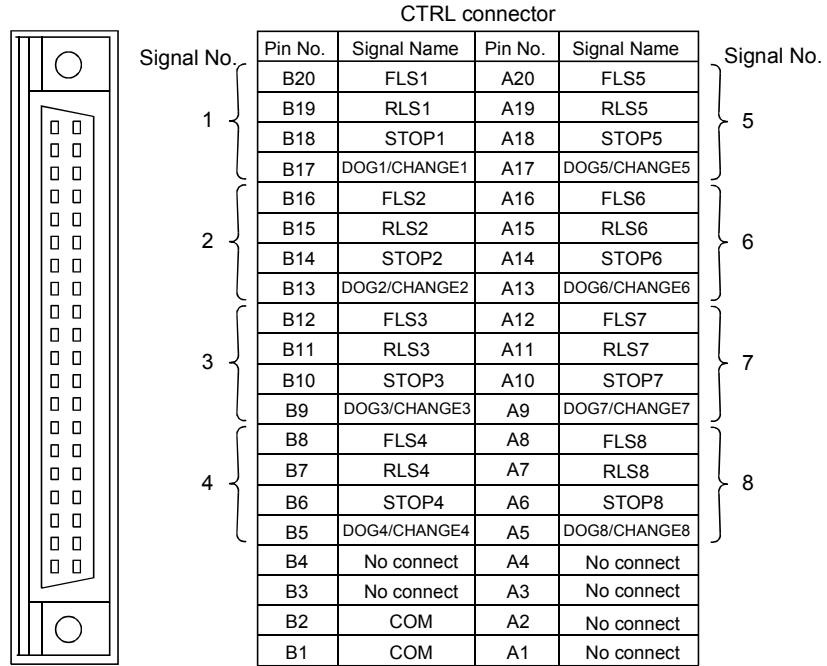 CTRL connector
Signal No.
Pin No. Signal Name Pin No. Signal Name
Signal No.
B20 FLS1 A20 FLS5
B19 RLS1 A19 RLS5
1
5
B18 STOP1 A18 STOP5
B17 DOG1/CHANGE1 A17 DOG5/CHANGE5
B16 FLS2 A16 FLS6
B15 RLS2 A15 RLS6
2
6
B14 STOP2 A14 STOP6
B13 DOG2/CHANGE2 A13 DOG6/CHANGE6
B12 FLS3 A12 FLS7
B11 RLS3 A11 RLS7
3
7
B10 STOP3 A10 STOP7
B9 DOG3/CHANGE3 A9 DOG7/CHANGE7
B8 FLS4 A8 FLS8
B7 RLS4 A7 RLS8
4
8
B6 STOP4 A6 STOP8
B5 DOG4/CHANGE4 A5 DOG8/CHANGE8
B4 No connect A4 No connect
B3 No connect A3 No connect
B2 COM A2 No connect
B1 COM A1 No connect